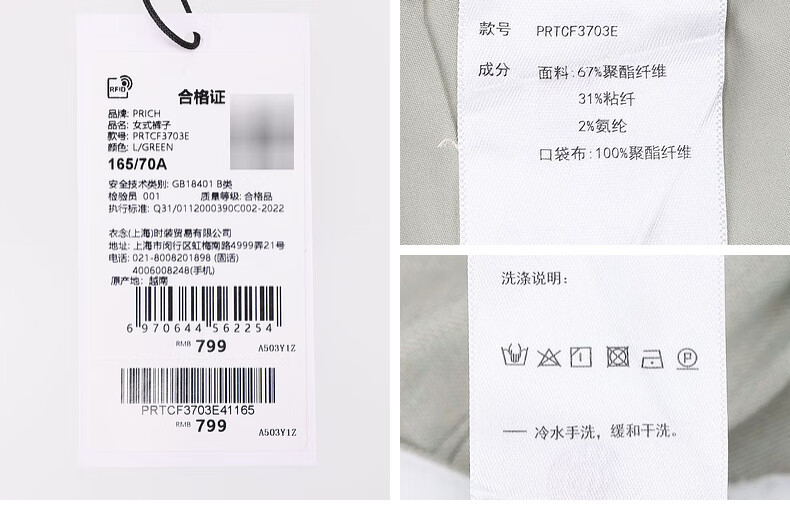 RFID
合格证
品牌: PRICH
品名: 女式裤子
款号: PRTCF3703E
颜色: L/GREEN
165/70A
安全技术类别: GB18401 B类
检验员 001 质量等级: 合格品
执行标准: Q31/0112000390C002-2022
衣念(上海)时装贸易有限公司
地址: 上海市闵行区虹梅南路4999弄21号
电话: 021-8008201898 (固话)
4006008248(手机)
原产地: 越南
6 970644 562254
RMB 799 A503Y1Z
PRTCF3703E41165
RMB 799 A503Y1Z
款号 PRTCF3703E
成分 面料:67%聚酯纤维
31%粘纤
2%氨纶
口袋布:100%聚酯纤维
洗涤说明:
P
— 冷水手洗，缓和干洗。